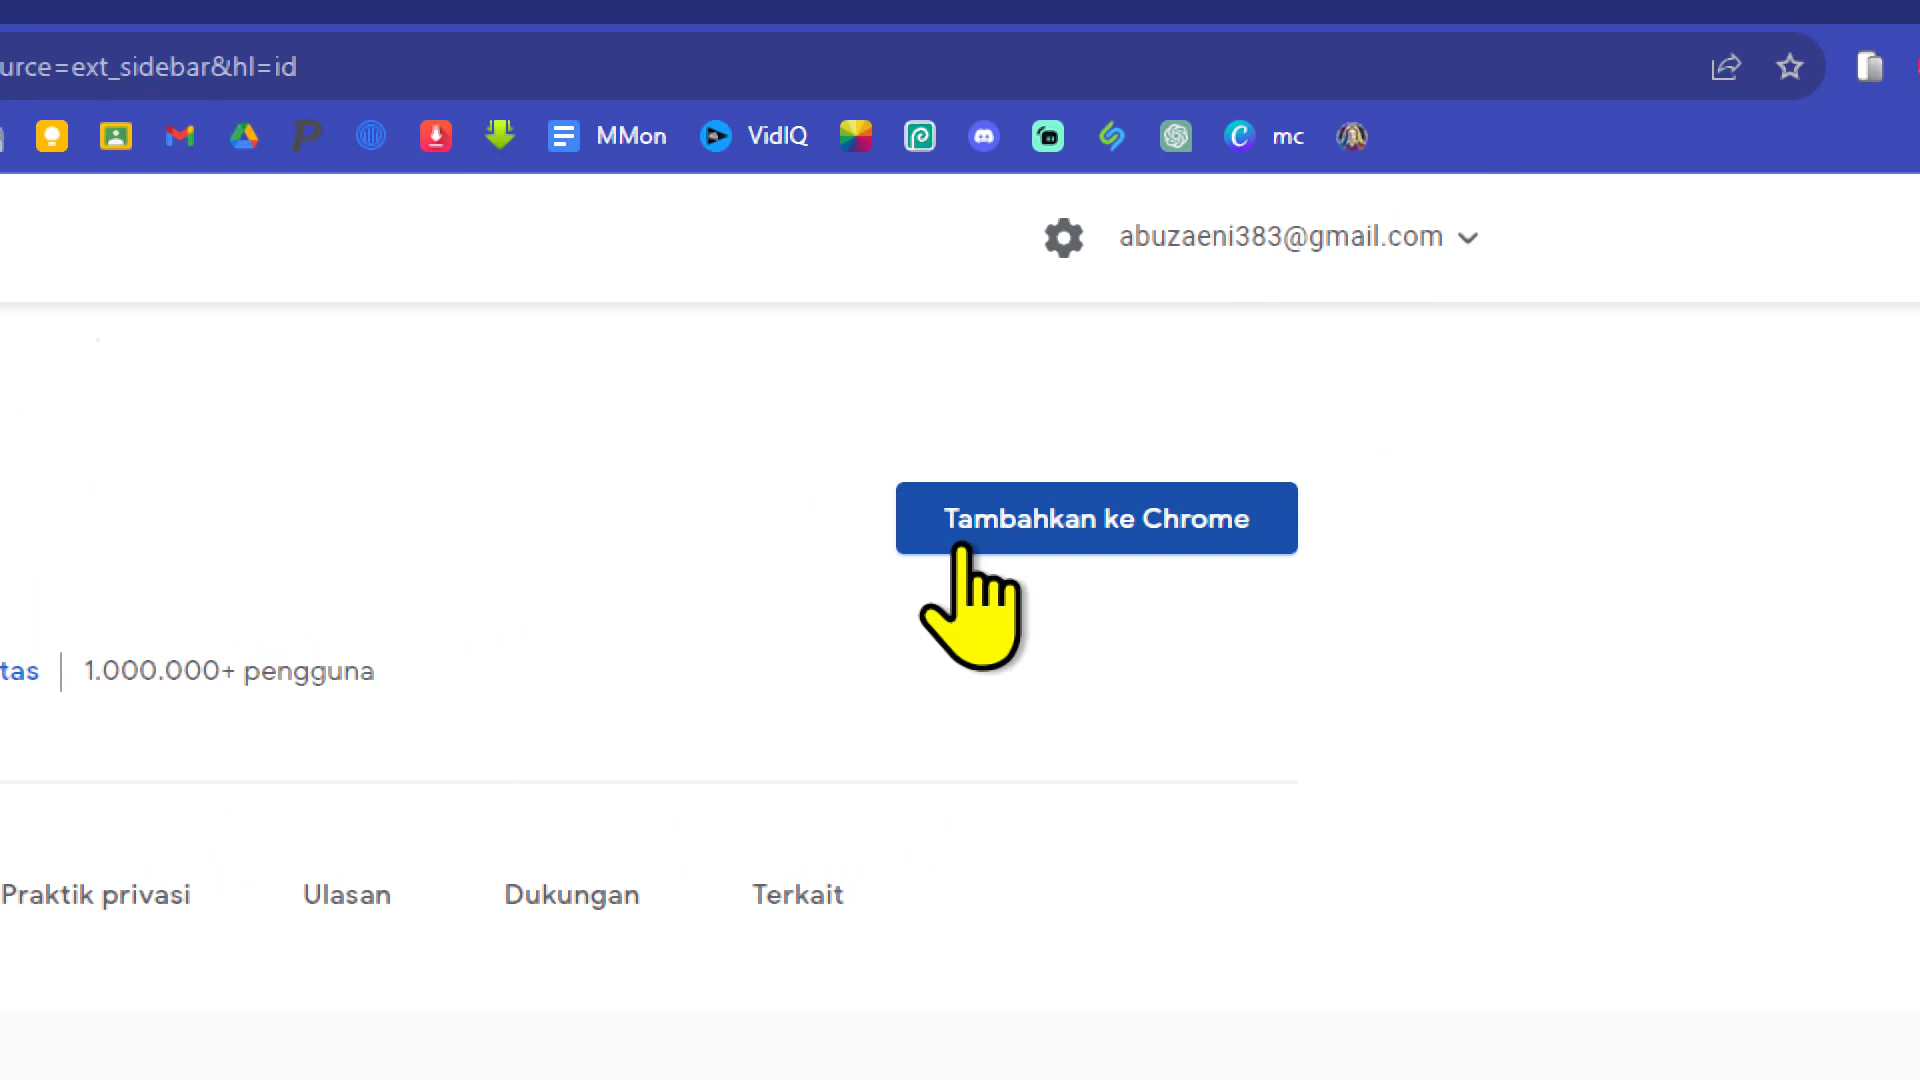 urce=ext_sidebar&hl=id
MMon VidIQ mc
abuzaeni383@gmail.com
Tambahkan ke Chrome
tas | 1.000.000+ pengguna
Praktik privasi Ulasan Dukungan Terkait